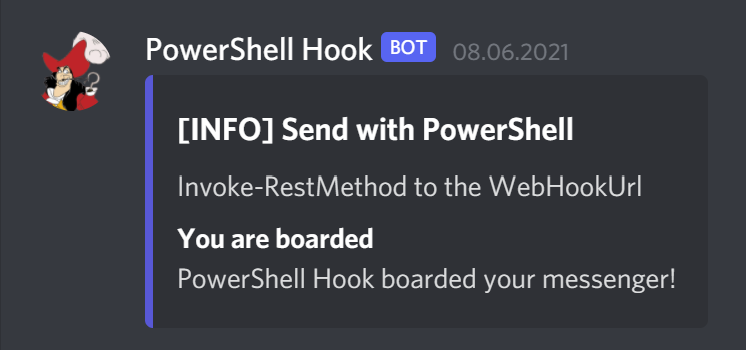 PowerShell Hook BOT 08.06.2021
[INFO] Send with PowerShell
Invoke-RestMethod to the WebHookUrl
You are boarded
PowerShell Hook boarded your messenger!